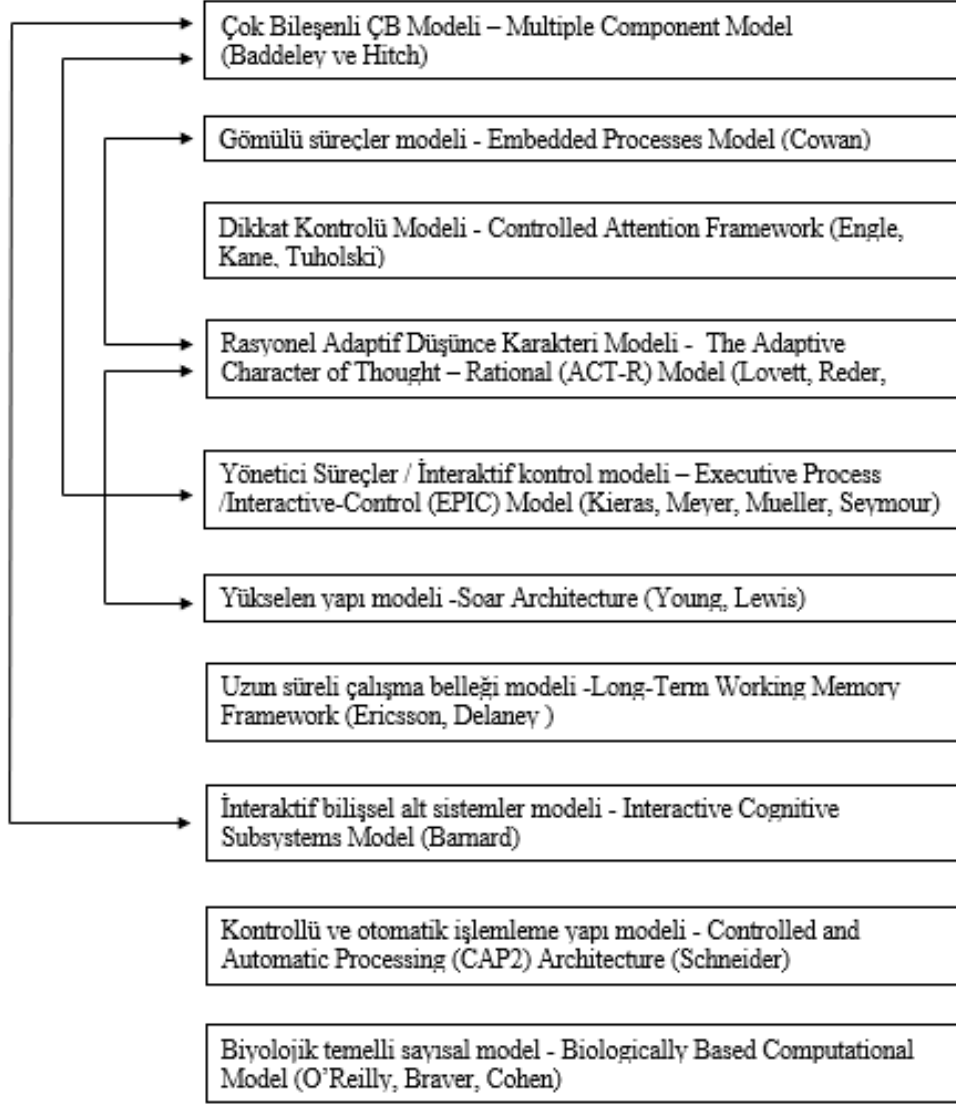 Çok Bileşenli ÇB Modeli – Multiple Component Model
(Baddeley ve Hitch)
Gömülü süreçler modeli - Embedded Processes Model (Cowan)
Dikkat Kontrolü Modeli - Controlled Attention Framework (Engle,
Kane, Tuholski)
Rasyonel Adaptif Düşünce Karakteri Modeli - The Adaptive
Character of Thought – Rational (ACT-R) Model (Lovett, Reder,
Yönetici Süreçler / İnteraktif kontrol modeli – Executive Process
/Interactive-Control (EPIC) Model (Kieras, Meyer, Mueller, Seymour)
Yükselen yapı modeli -Soar Architecture (Young, Lewis)
Uzun süreli çalışma belleği modeli -Long-Term Working Memory
Framework (Ericsson, Delaney )
İnteraktif bilişsel alt sistemler modeli - Interactive Cognitive
Subsystems Model (Barnard)
Kontrollü ve otomatik işlemleme yapı modeli - Controlled and
Automatic Processing (CAP2) Architecture (Schneider)
Biyolojik temelli sayısal model - Biologically Based Computational
Model (O’Reilly, Braver, Cohen)